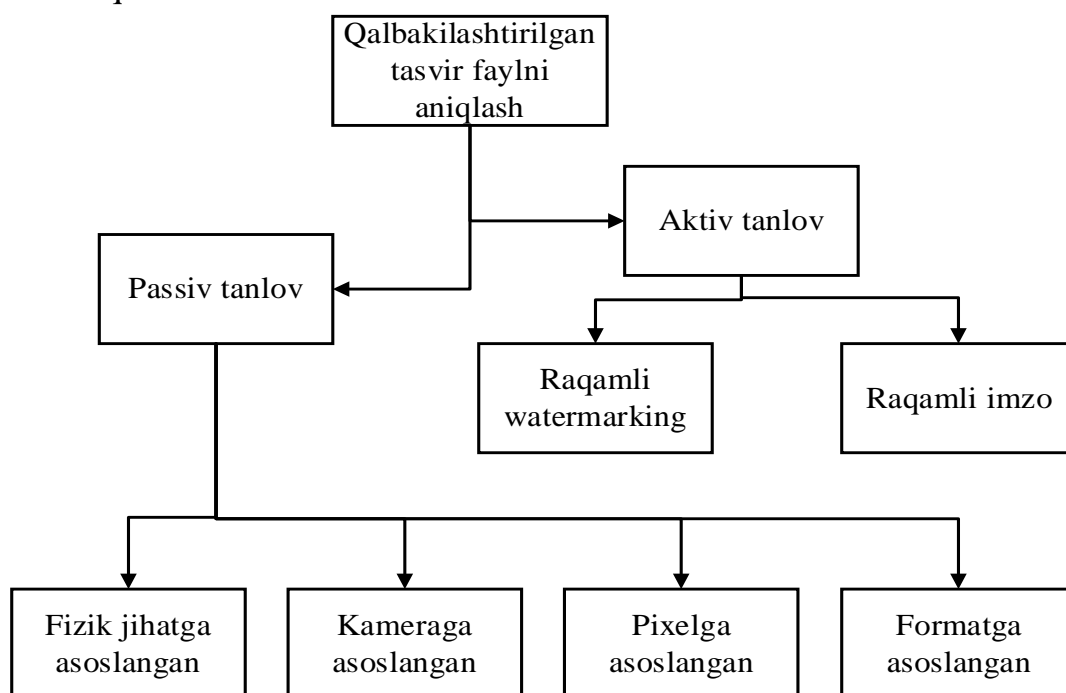 Qalbakilashtirilgan
tasvir faylni
aniqlash
Aktiv tanlov
Passiv tanlov
Raqamli
watermarking
Raqamli imzo
Fizik jihatga
asoslangan
Kameraga
asoslangan
Pixelga
asoslangan
Formatga
asoslangan